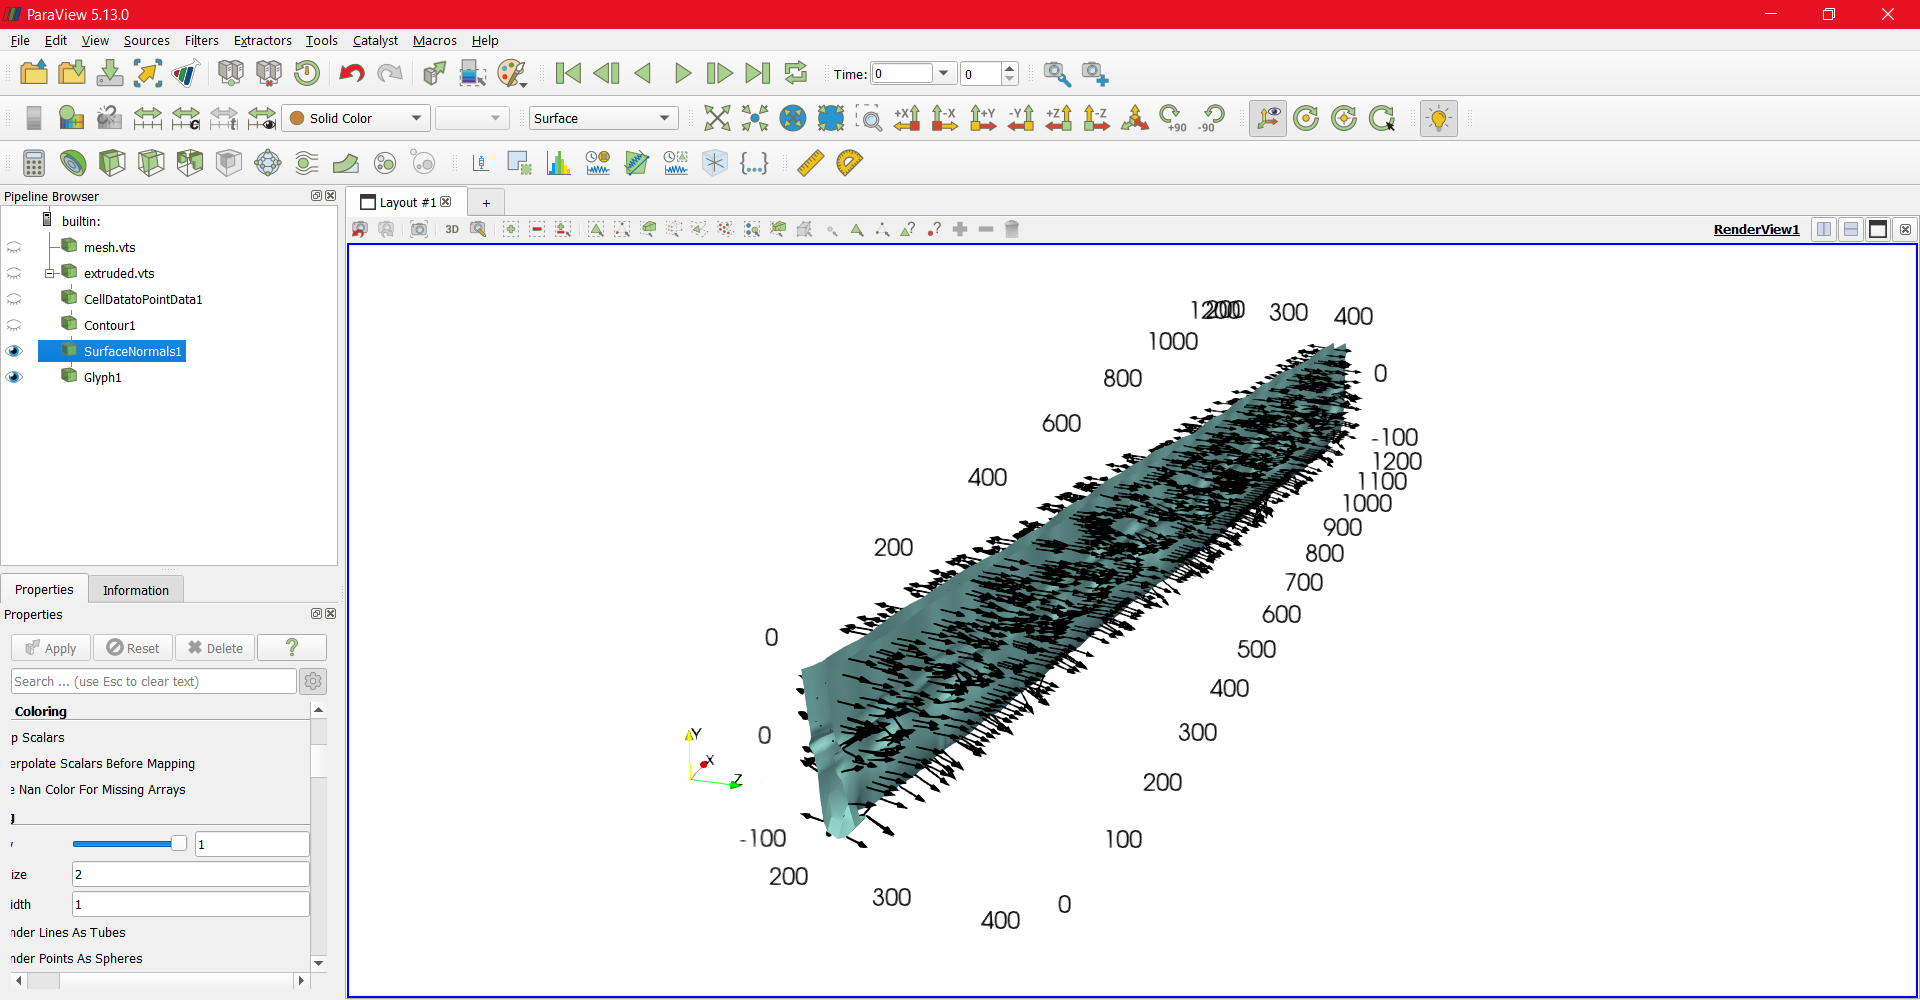 ParaView 5.13.0
File Edit View Sources Filters Extractors Tools Catalyst Macros Help
Time: 0 0
Solid Color Surface +X -X +Y -Y +Z -Z +90 -90
Pipeline Browser
builtin:
mesh.vts
extruded.vts
CellDatatoPointData1
Contour1
SurfaceNormals1
Glyph1
Properties Information
Properties
Apply Reset Delete ?
Search ... (use Esc to clear text)
Coloring
p Scalars
erpolate Scalars Before Mapping
e Nan Color For Missing Arrays
g
y 1
ize 2
idth 1
nder Lines As Tubes
nder Points As Spheres
Layout #1 +
3D RenderView1
1200 200 300 400
1000
0
800
600
-100
1200
400
1100
1000
900
200
800
700
600
0
500
400
0
300
200
-100
100
200
300
400
0
Y
X
Z